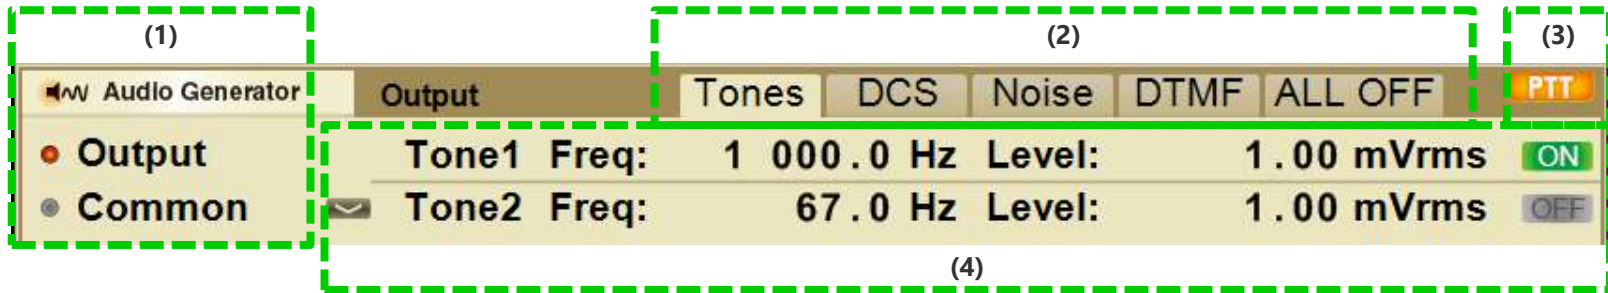 (1) (2) (3)
Audio Generator Output Tones DCS Noise DTMF ALL OFF PTT
Output Tone1 Freq: 1 000.0 Hz Level: 1.00 mVrms ON
Common Tone2 Freq: 67.0 Hz Level: 1.00 mVrms OFF
(4)